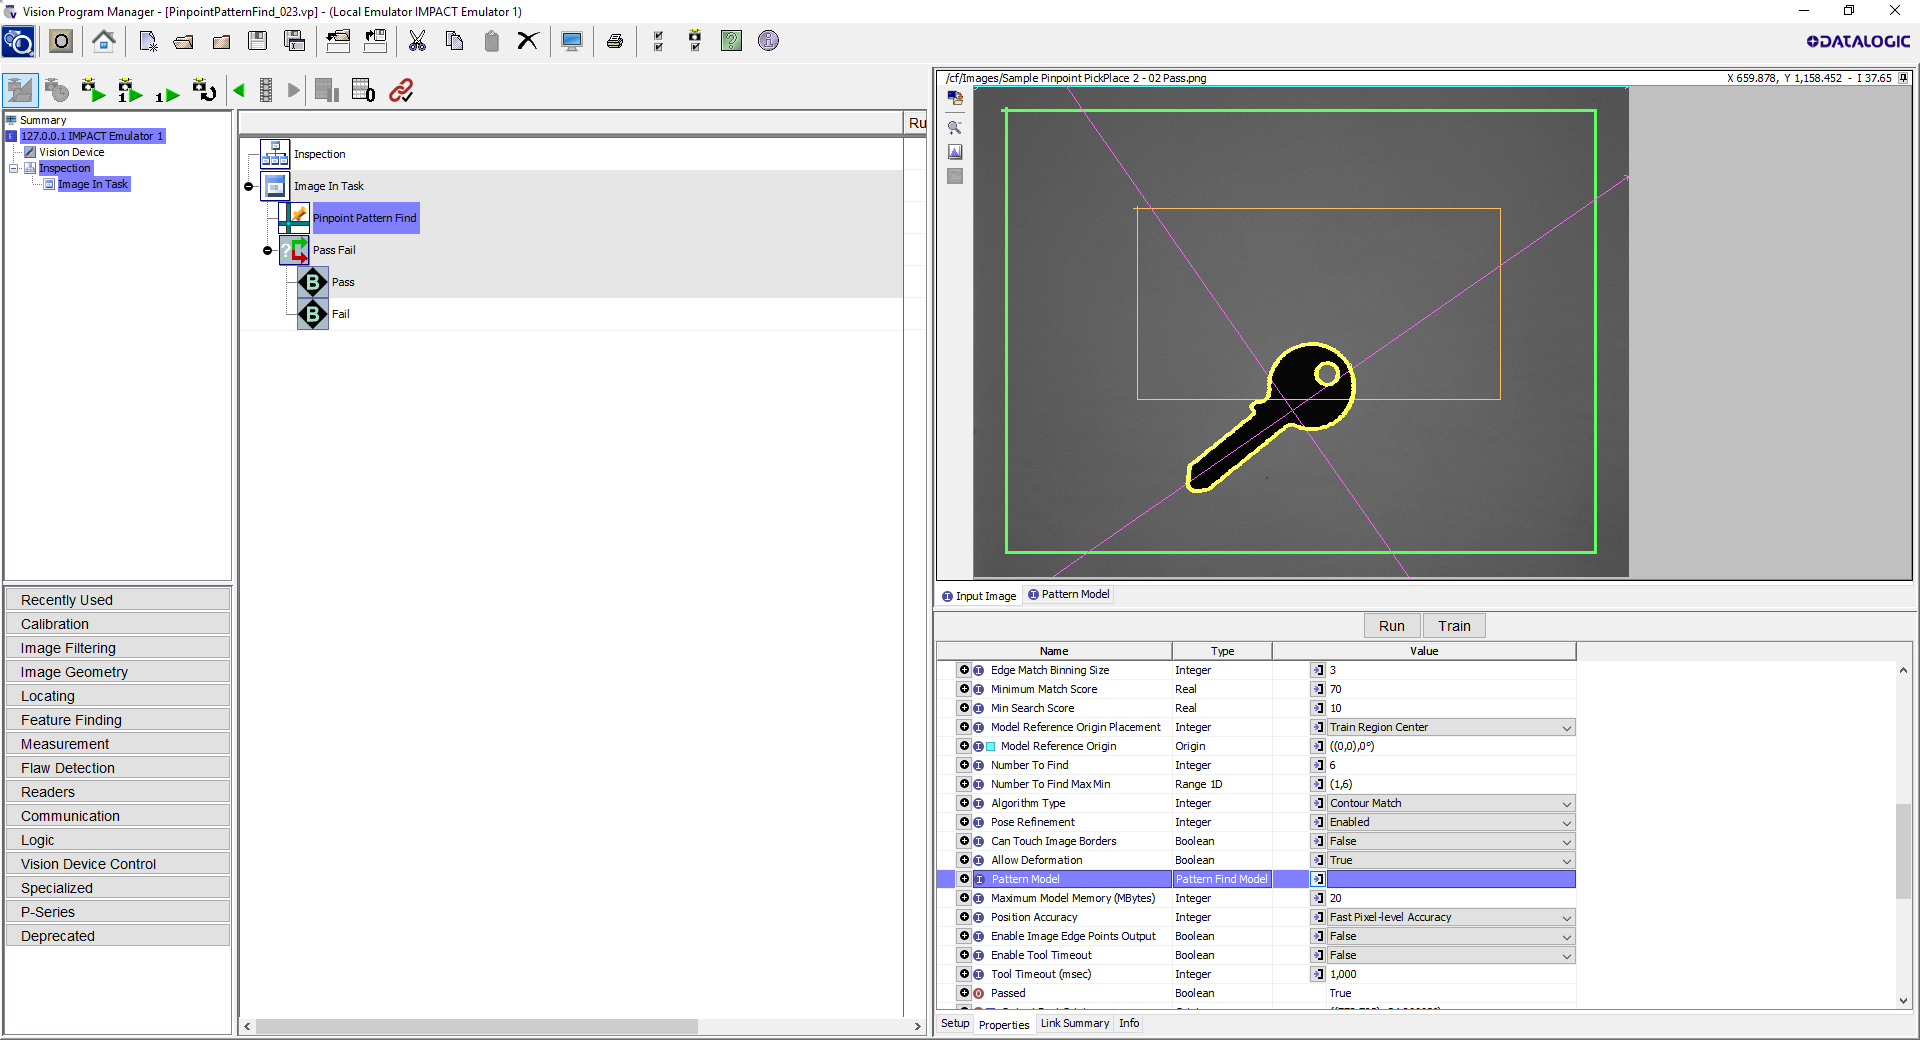 Vision Program Manager - [PinpointPatternFind_023.vp] - (Local Emulator IMPACT Emulator 1)
DATALOGIC
Summary
127.0.0.1 IMPACT Emulator 1
Vision Device
Inspection
Image In Task
Recently Used
Calibration
Image Filtering
Image Geometry
Locating
Feature Finding
Measurement
Flaw Detection
Readers
Communication
Logic
Vision Device Control
Specialized
P-Series
Deprecated
Ru
Inspection
Image In Task
Pinpoint Pattern Find
Pass Fail
B Pass
B Fail
/cf/Images/Sample Pinpoint PickPlace 2 - 02 Pass.png X 659.878, Y 1,158.452 - I 37.65
Input Image Pattern Model
Run Train
Name Type Value
Edge Match Binning Size Integer 3
Minimum Match Score Real 70
Min Search Score Real 10
Model Reference Origin Placement Integer Train Region Center
Model Reference Origin Origin ((0,0),0°)
Number To Find Integer 6
Number To Find Max Min Range 1D (1,6)
Algorithm Type Integer Contour Match
Pose Refinement Integer Enabled
Can Touch Image Borders Boolean False
Allow Deformation Boolean True
Pattern Model Pattern Find Model
Maximum Model Memory (MBytes) Integer 20
Position Accuracy Integer Fast Pixel-level Accuracy
Enable Image Edge Points Output Boolean False
Enable Tool Timeout Boolean False
Tool Timeout (msec) Integer 1,000
Passed Boolean True
Setup Properties Link Summary Info